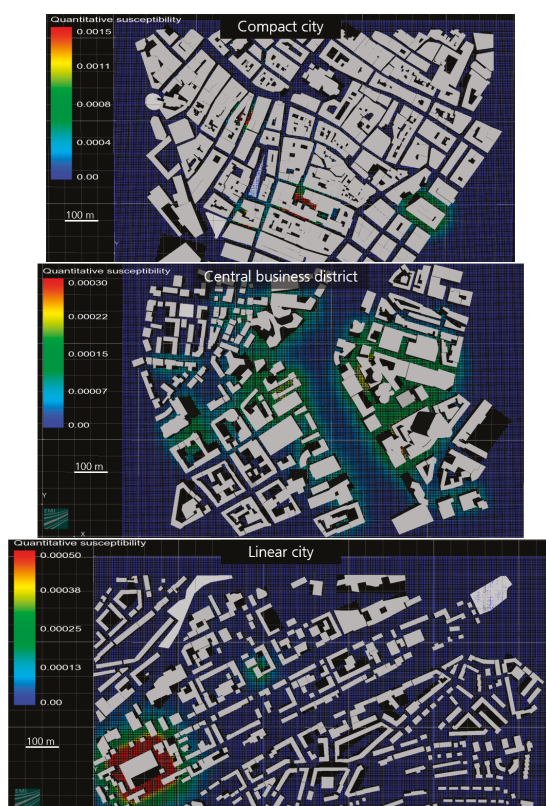 Quantitative susceptibility
Compact city
0.0015
0.0011
0.0008
0.0004
0.00
100 m
Y
Quantitative susceptibility
Central business district
0.00030
0.00022
0.00015
0.00007
0.00
100 m
Y
EMI
X
Quantitative susceptibility
Linear city
0.00050
0.00038
0.00025
0.00013
0.00
100 m
EMI